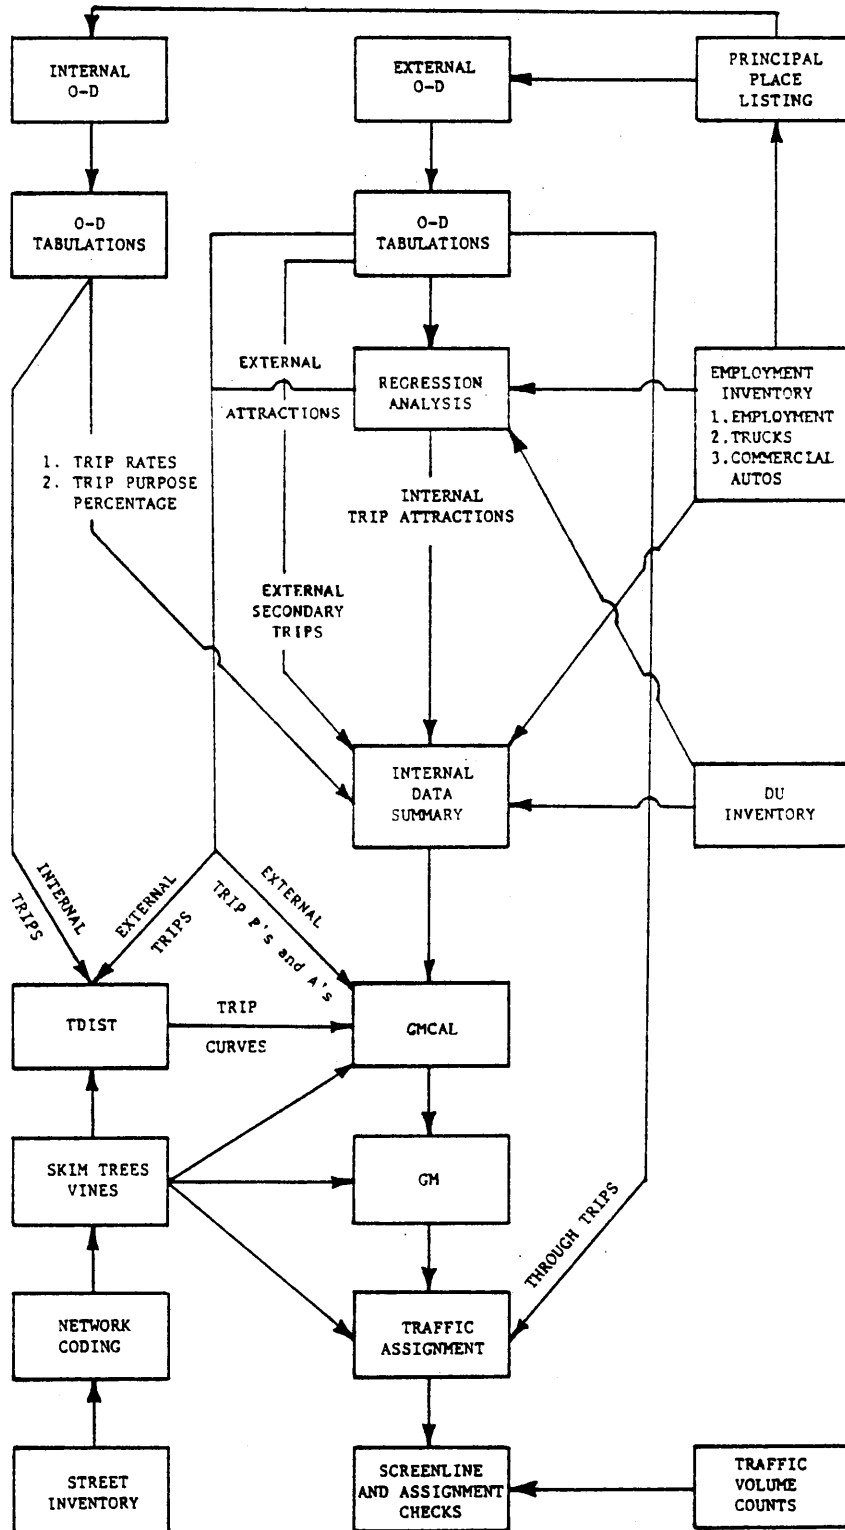 INTERNAL
O-D
EXTERNAL
O-D
PRINCIPAL
PLACE
LISTING
O-D
TABULATIONS
O-D
TABULATIONS
EXTERNAL
ATTRACTIONS
REGRESSION
ANALYSIS
EMPLOYMENT
INVENTORY
1. EMPLOYMENT
2. TRUCKS
3. COMMERCIAL
AUTOS
1. TRIP RATES
2. TRIP PURPOSE
PERCENTAGE
INTERNAL
TRIP ATTRACTIONS
EXTERNAL
SECONDARY
TRIPS
INTERNAL
DATA
SUMMARY
DU
INVENTORY
INTERNAL
TRIPS
EXTERNAL
TRIPS
EXTERNAL
TRIP P's and A's
TDIST
TRIP
CURVES
GMCAL
SKIM TREES
VINES
GM
THROUGH TRIPS
NETWORK
CODING
TRAFFIC
ASSIGNMENT
STREET
INVENTORY
SCREENLINE
AND ASSIGNMENT
CHECKS
TRAFFIC
VOLUME
COUNTS